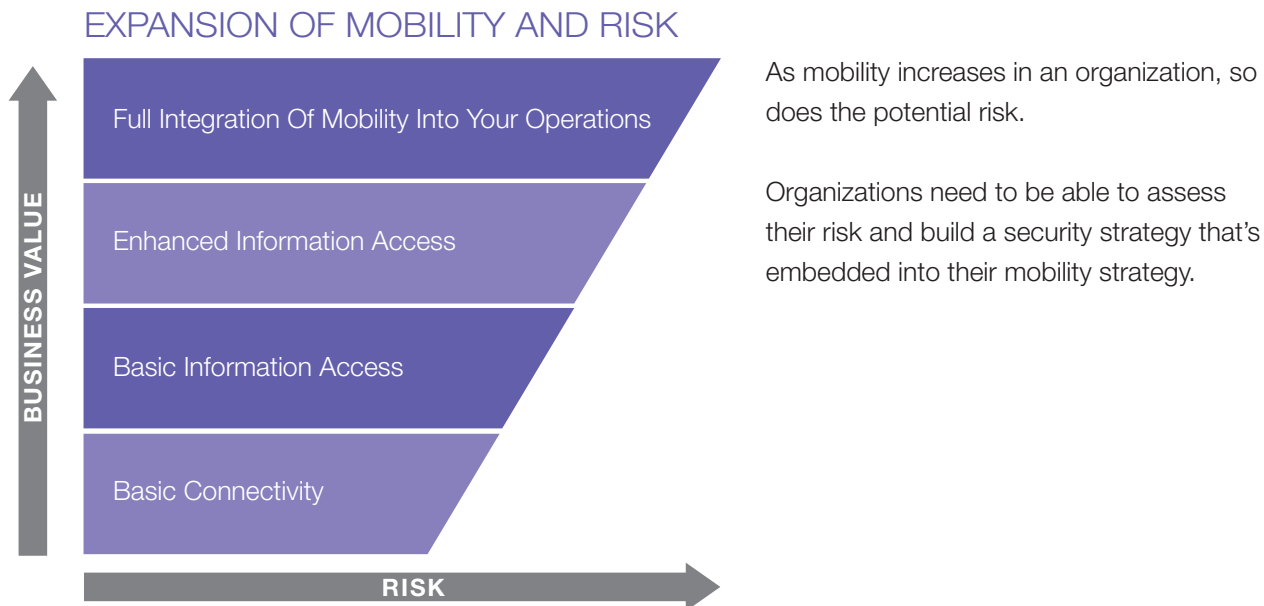 EXPANSION OF MOBILITY AND RISK
Full Integration Of Mobility Into Your Operations
Enhanced Information Access
Basic Information Access
Basic Connectivity
BUSINESS VALUE
RISK
As mobility increases in an organization, so
does the potential risk.
Organizations need to be able to assess
their risk and build a security strategy that’s
embedded into their mobility strategy.